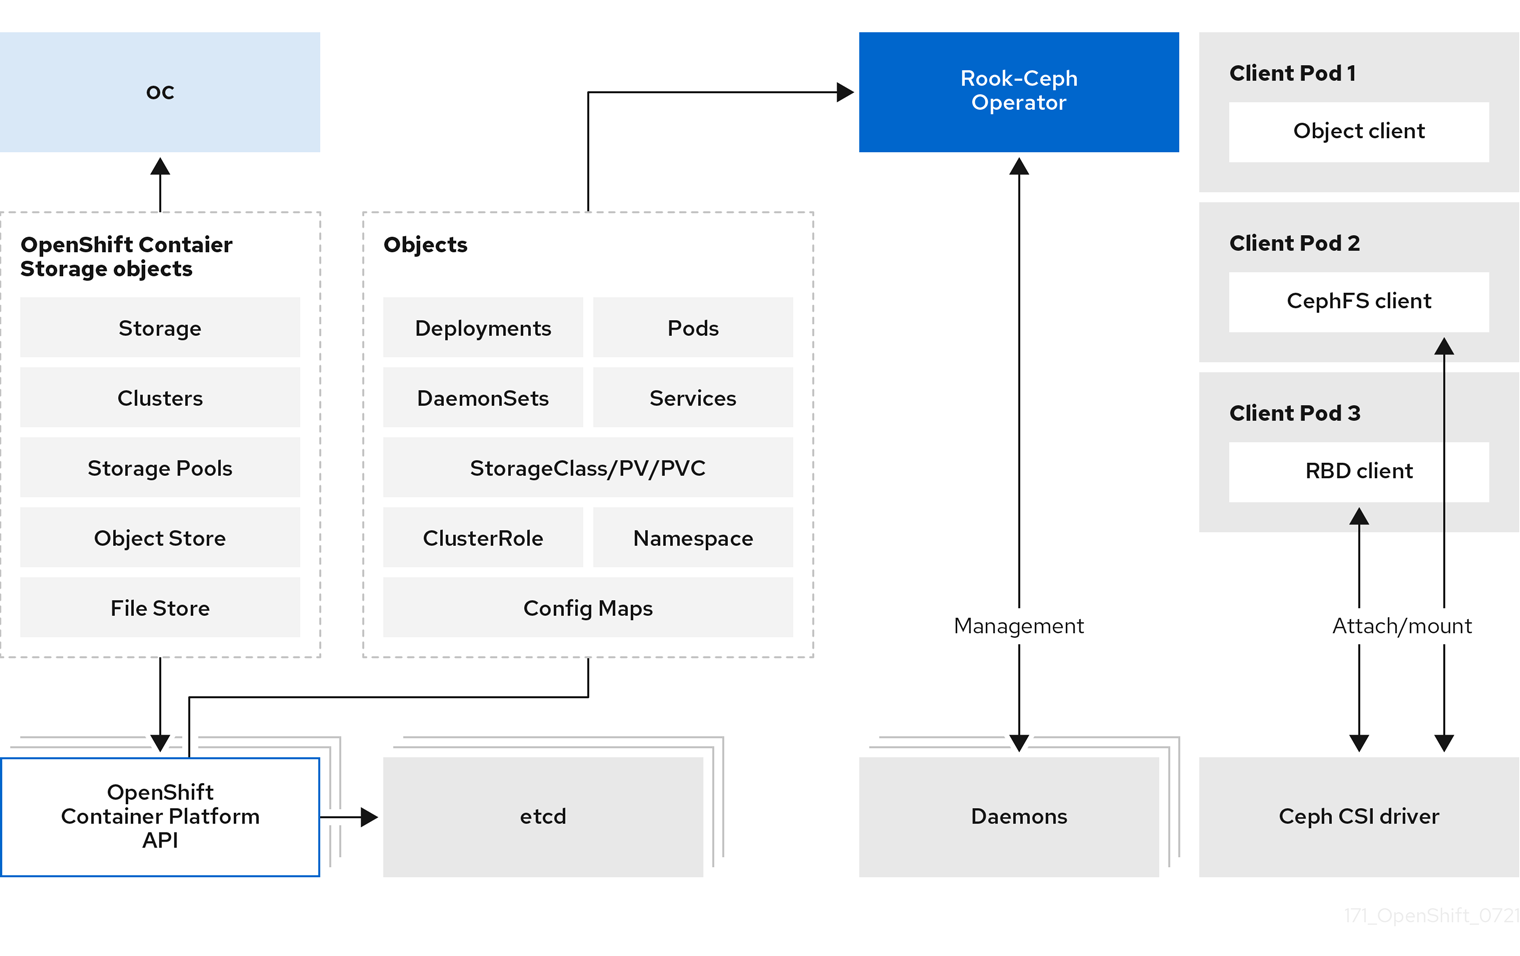 oc
OpenShift Contaier
Storage objects
Storage
Clusters
Storage Pools
Object Store
File Store
OpenShift
Container Platform
API
Objects
Deployments
Pods
DaemonSets
Services
StorageClass/PV/PVC
ClusterRole
Namespace
Config Maps
etcd
Rook-Ceph
Operator
Management
Daemons
Client Pod 1
Object client
Client Pod 2
CephFS client
Client Pod 3
RBD client
Attach/mount
Ceph CSI driver
171_OpenShift_0721